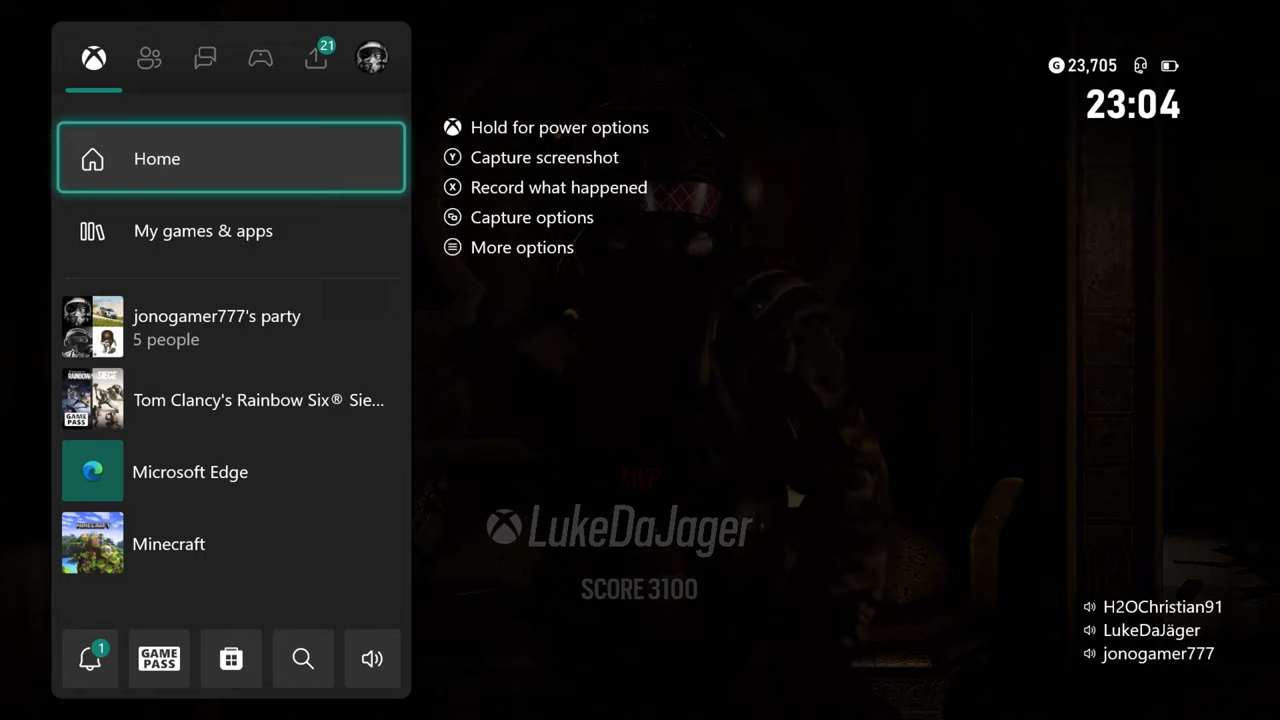 21
G 23,705
23:04
Home
My games & apps
jonogamer777's party
5 people
Tom Clancy's Rainbow Six® Sie...
Microsoft Edge
Minecraft
1
GAME PASS
Hold for power options
Y Capture screenshot
X Record what happened
Capture options
More options
MVP
LukeDaJager
SCORE 3100
H2OChristian91
LukeDaJäger
jonogamer777